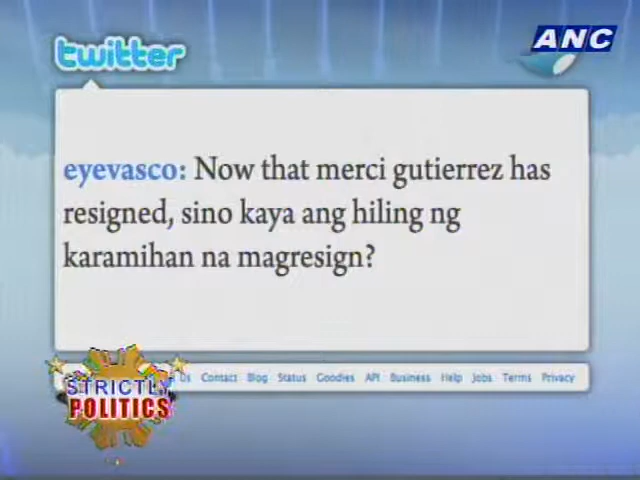 twitter
ANC
eyevasco: Now that merci gutierrez has
resigned, sino kaya ang hiling ng
karamihan na magresign?
Us Contact Blog Status Goodies API Business Help Jobs Terms Privacy
STRICTLY
POLITICS